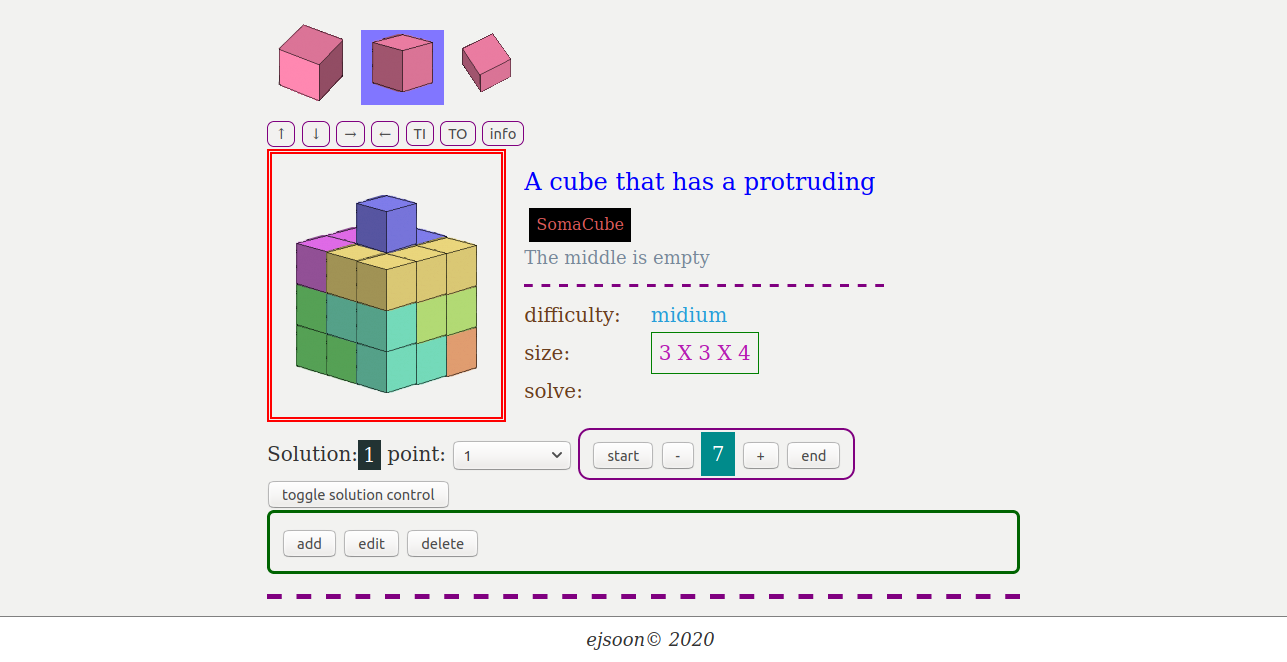 ↑ ↓ → ← TI TO info
A cube that has a protruding
SomaCube
The middle is empty
difficulty: midium
size: 3 X 3 X 4
solve:
Solution: 1 point: 1 start - 7 + end
toggle solution control
add edit delete
ejsoon© 2020